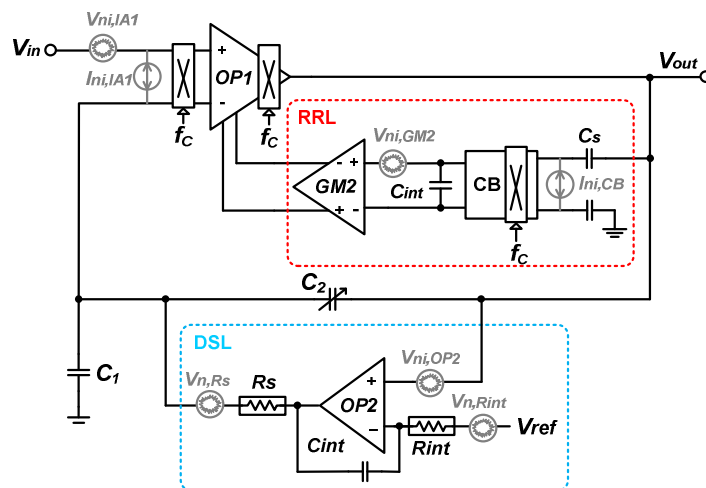 Vni,IA1
Vin
Ini,IA1
+
OP1
-
fC
fC
Vout
RRL
Vni,GM2
Cs
- +
GM2
Cint
CB
Ini,CB
+ -
fC
C2
DSL
C1
Vn,Rs
Rs
Vni,OP2
+
OP2
Vn,Rint
−
Cint
Rint
Vref